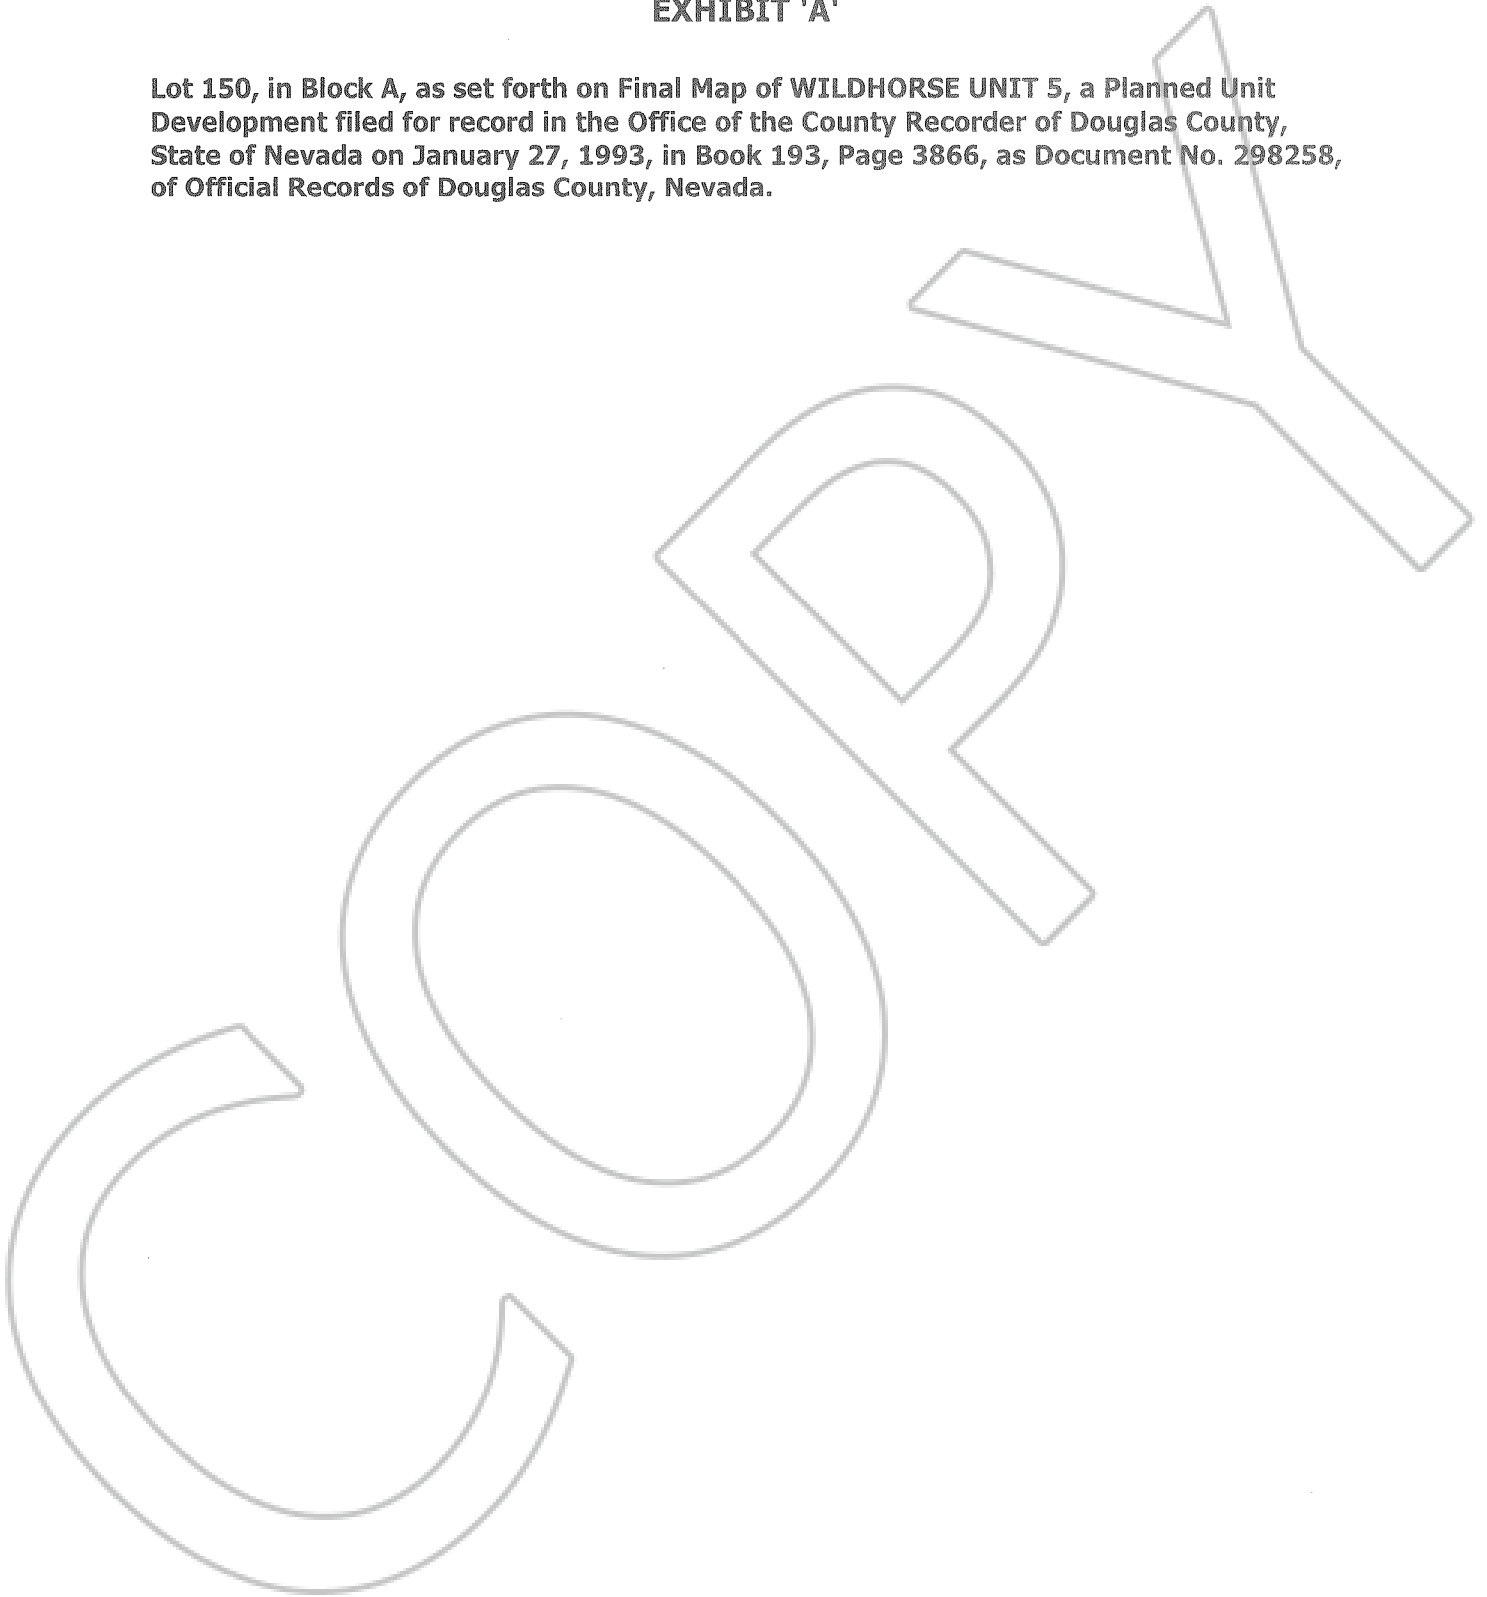 EXHIBIT 'A'
Lot 150, in Block A, as set forth on Final Map of WILDHORSE UNIT 5, a Planned Unit
Development filed for record in the Office of the County Recorder of Douglas County,
State of Nevada on January 27, 1993, in Book 193, Page 3866, as Document No. 298258,
of Official Records of Douglas County, Nevada.
COPY